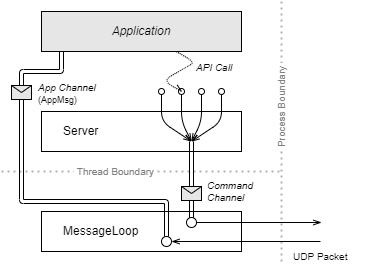 Application
API Call
App Channel
(AppMsg)
Process Boundary
Server
Thread Boundary
Command
Channel
MessageLoop
UDP Packet